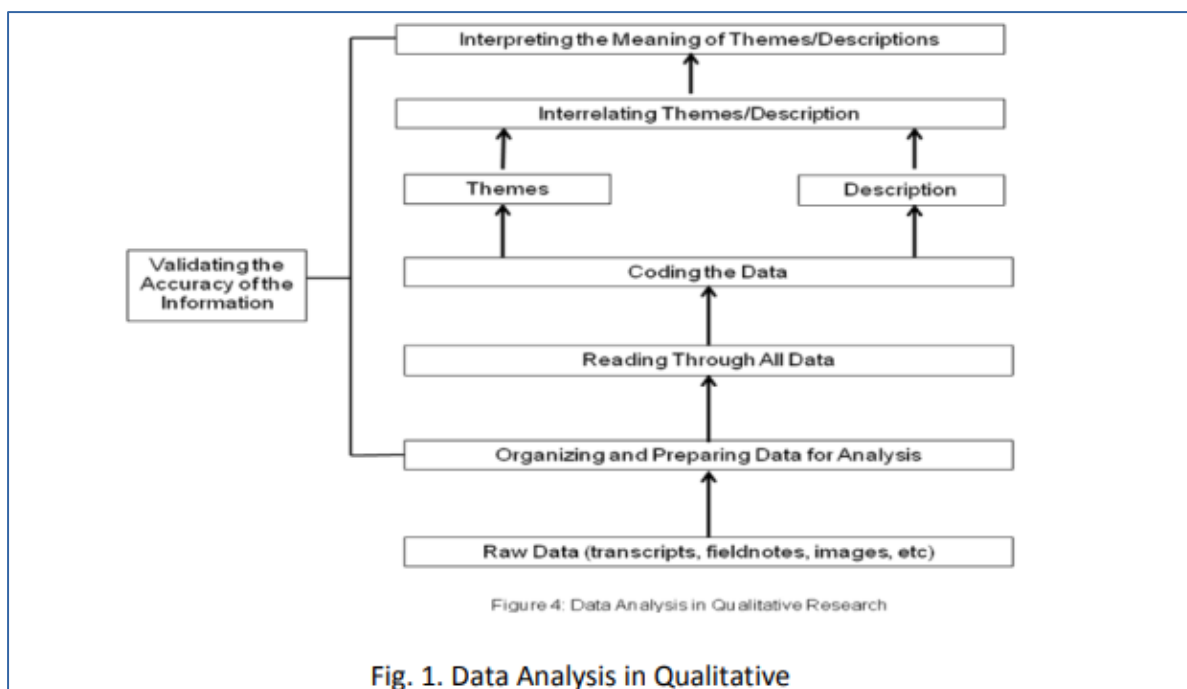 Interpreting the Meaning of Themes/Descriptions
Interrelating Themes/Description
Themes
Description
Validating the
Accuracy of the
Information
Coding the Data
Reading Through All Data
Organizing and Preparing Data for Analysis
Raw Data (transcripts, fieldnotes, images, etc)
Figure 4: Data Analysis in Qualitative Research
Fig. 1. Data Analysis in Qualitative